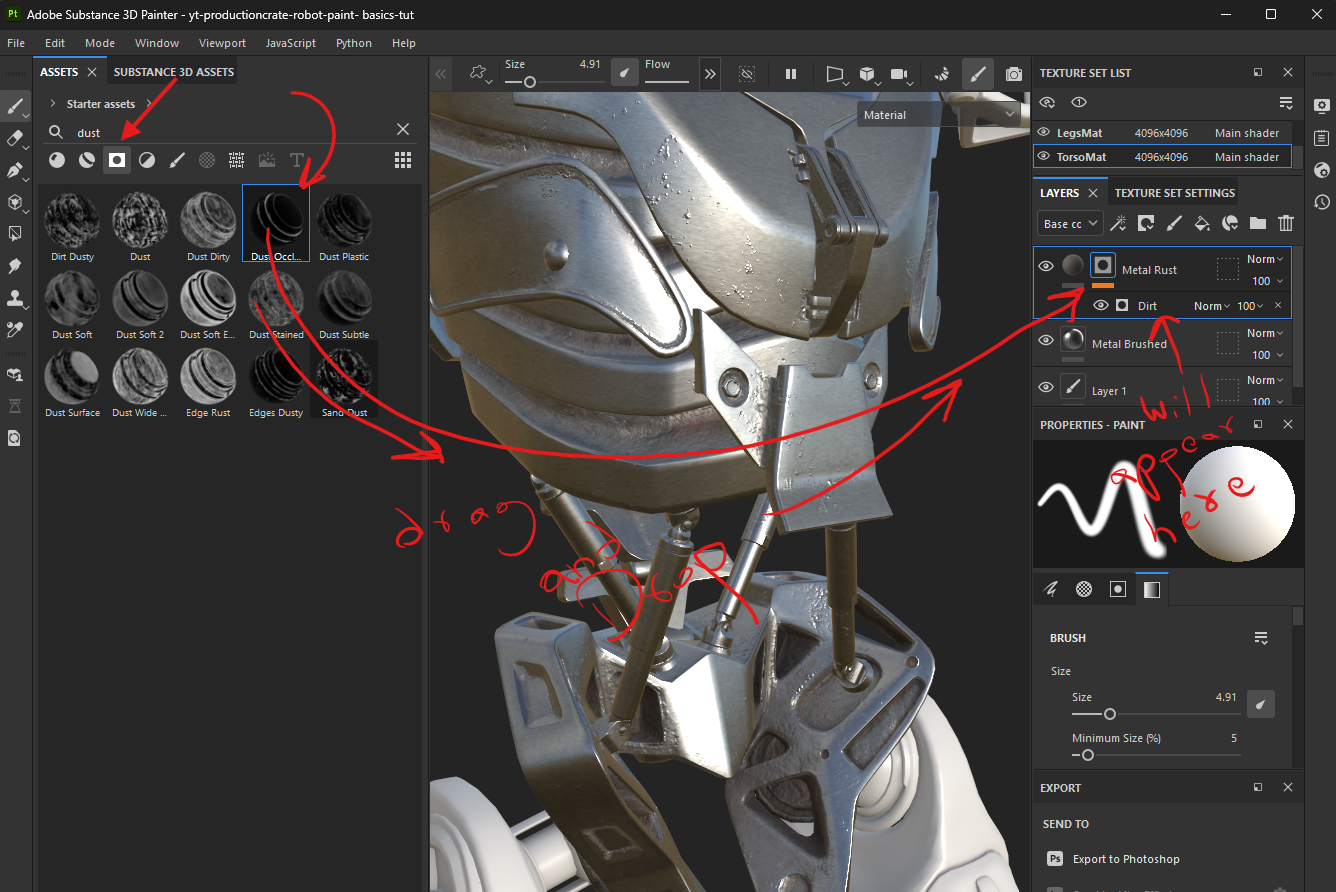 Pt Adobe Substance 3D Painter - yt-productioncrate-robot-paint- basics-tut
File Edit Mode Window Viewport JavaScript Python Help
ASSETS SUBSTANCE 3D ASSETS
Size 4.91 Flow
Starter assets
dust
Dirt Dusty Dust Dust Dirty Dust Occl... Dust Plastic
Dust Soft Dust Soft 2 Dust Soft E... Dust Stained Dust Subtle
Dust Surface Dust Wide ... Edge Rust Edges Dusty Sand Dust
Material
drag
and
top
TEXTURE SET LIST
LegsMat 4096x4096 Main shader
TorsoMat 4096x4096 Main shader
LAYERS TEXTURE SET SETTINGS
Base cc
Metal Rust Norm 100
Dirt Norm 100
Metal Brushed Norm 100
Layer 1 Norm 100
will
appear
here
PROPERTIES - PAINT
BRUSH
Size
Size 4.91
Minimum Size (%) 5
EXPORT
SEND TO
Ps Export to Photoshop